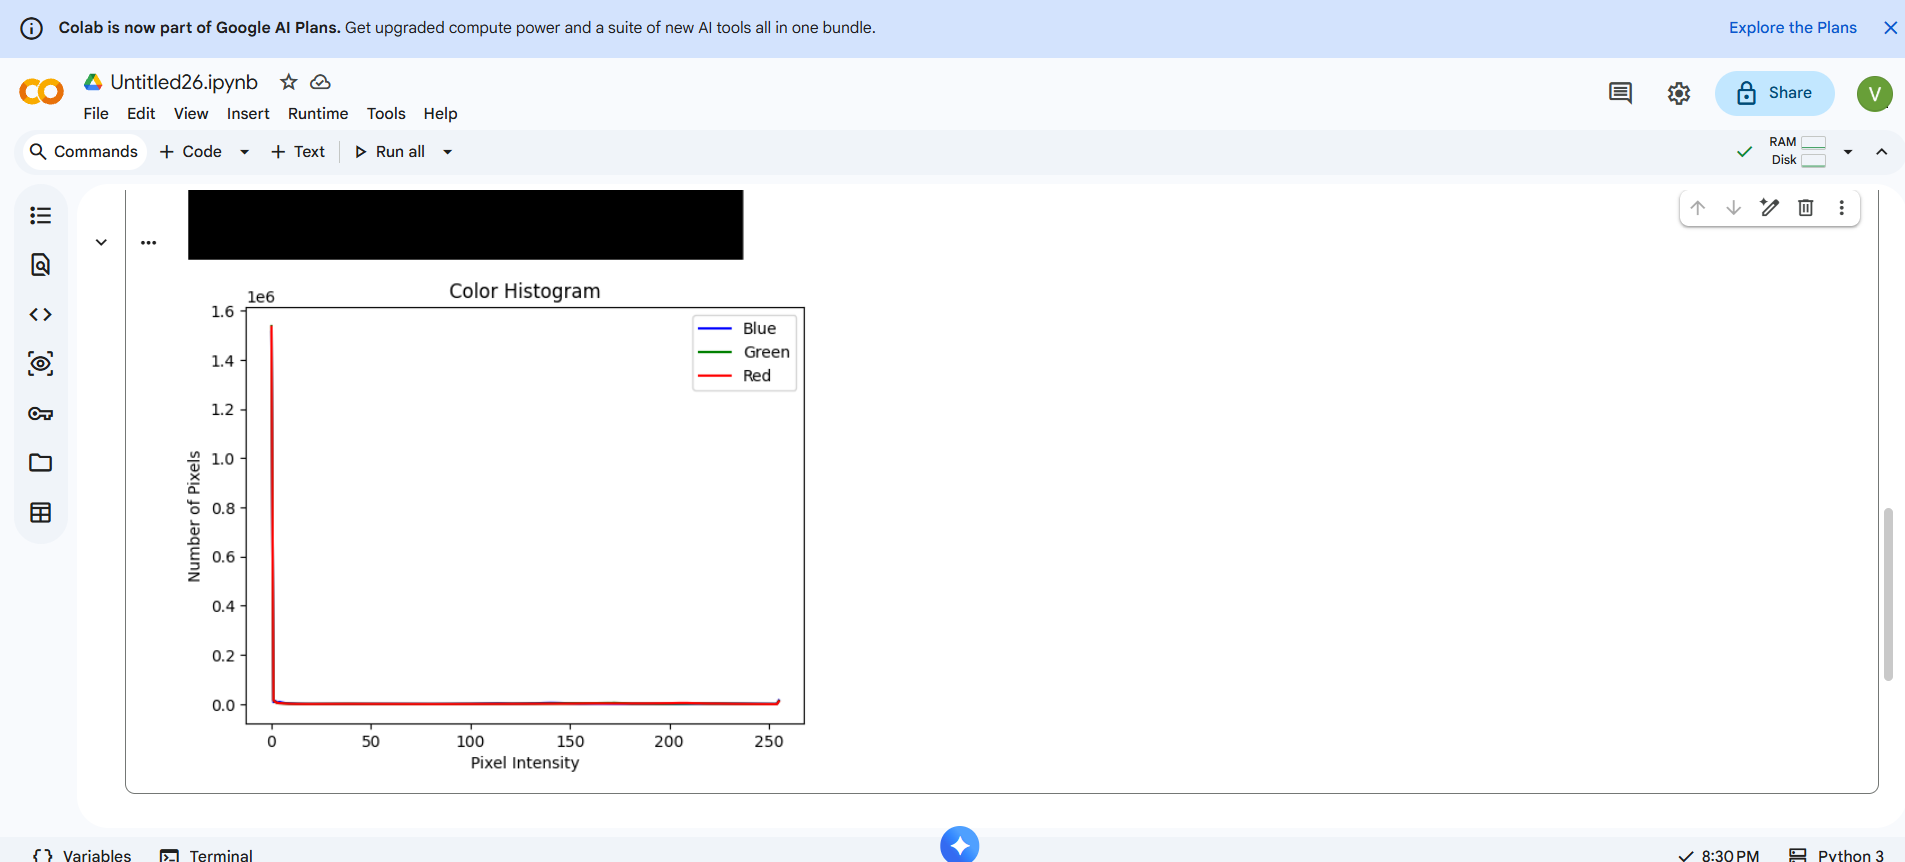 Colab is now part of Google AI Plans. Get upgraded compute power and a suite of new AI tools all in one bundle.
Explore the Plans
Untitled26.ipynb
Share
V
File Edit View Insert Runtime Tools Help
Commands + Code + Text Run all
RAM
Disk
Color Histogram
1e6
1.6
1.4
1.2
1.0
0.8
0.6
0.4
0.2
0.0
Number of Pixels
Blue
Green
Red
0 50 100 150 200 250
Pixel Intensity
Variables Terminal
8:30 PM Python 3